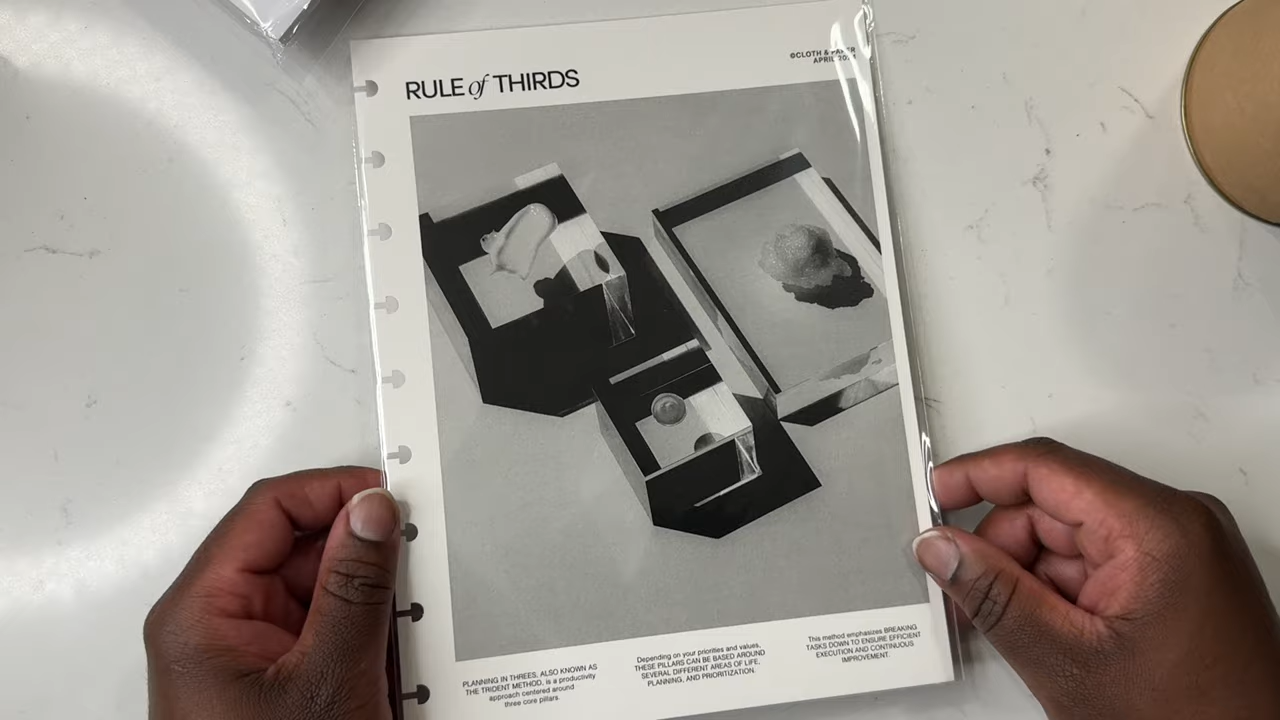 RULE of THIRDS
©CLOTH & PAPER
APRIL 2024
PLANNING IN THREES, ALSO KNOWN AS
THE TRIDENT METHOD, is a productivity
approach centered around
three core pillars.
Depending on your priorities and values,
THESE PILLARS CAN BE BASED AROUND
SEVERAL DIFFERENT AREAS OF LIFE,
PLANNING, AND PRIORITIZATION.
This method emphasizes BREAKING
TASKS DOWN TO ENSURE EFFICIENT
EXECUTION AND CONTINUOUS
IMPROVEMENT.